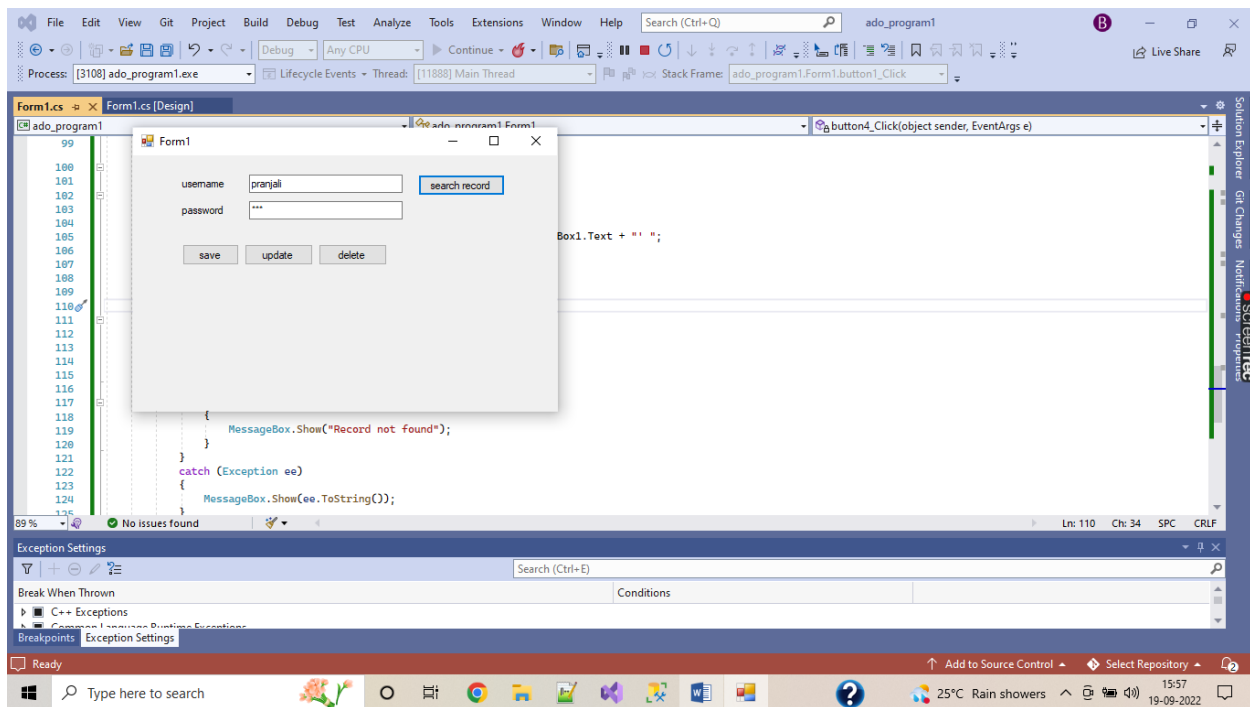 File Edit View Git Project Build Debug Test Analyze Tools Extensions Window Help Search (Ctrl+Q) ado_program1 B
Debug Any CPU Continue Live Share
Process: [3108] ado_program1.exe Lifecycle Events Thread: [11888] Main Thread Stack Frame: ado_program1.Form1.button1_Click
Form1.cs Form1.cs [Design]
ado_program1 ado_program1.Form1 button4_Click(object sender, EventArgs e)
Form1
username pranjali search record
password ***
save update delete
99
100
101
102
103
104
105 Box1.Text + "' ";
106
107
108
109
110
111
112
113
114
115
116
117
118 {
119 MessageBox.Show("Record not found");
120 }
121 }
122 catch (Exception ee)
123 {
124 MessageBox.Show(ee.ToString());
125 }
89 % No issues found Ln: 110 Ch: 34 SPC CRLF
Solution Explorer
Git Changes
Notifications
Properties
screenrec
Exception Settings
Search (Ctrl+E)
Break When Thrown Conditions
C++ Exceptions
Common Language Runtime Exceptions
Breakpoints Exception Settings
Ready Add to Source Control Select Repository 2
Type here to search 25°C Rain showers 15:57
19-09-2022